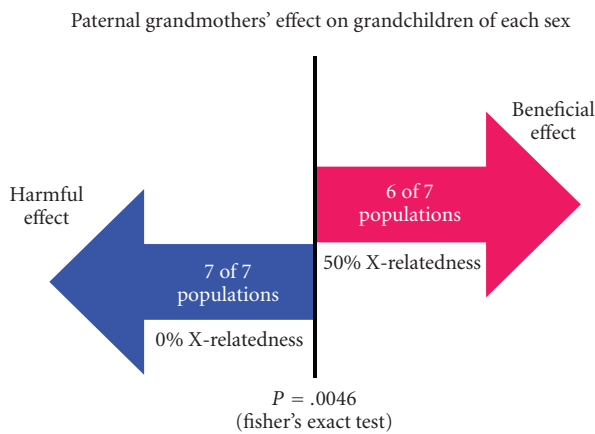 Paternal grandmothers' effect on grandchildren of each sex
Beneficial
effect
6 of 7
populations
50% X-relatedness
Harmful
effect
7 of 7
populations
0% X-relatedness
P = .0046
(fisher's exact test)